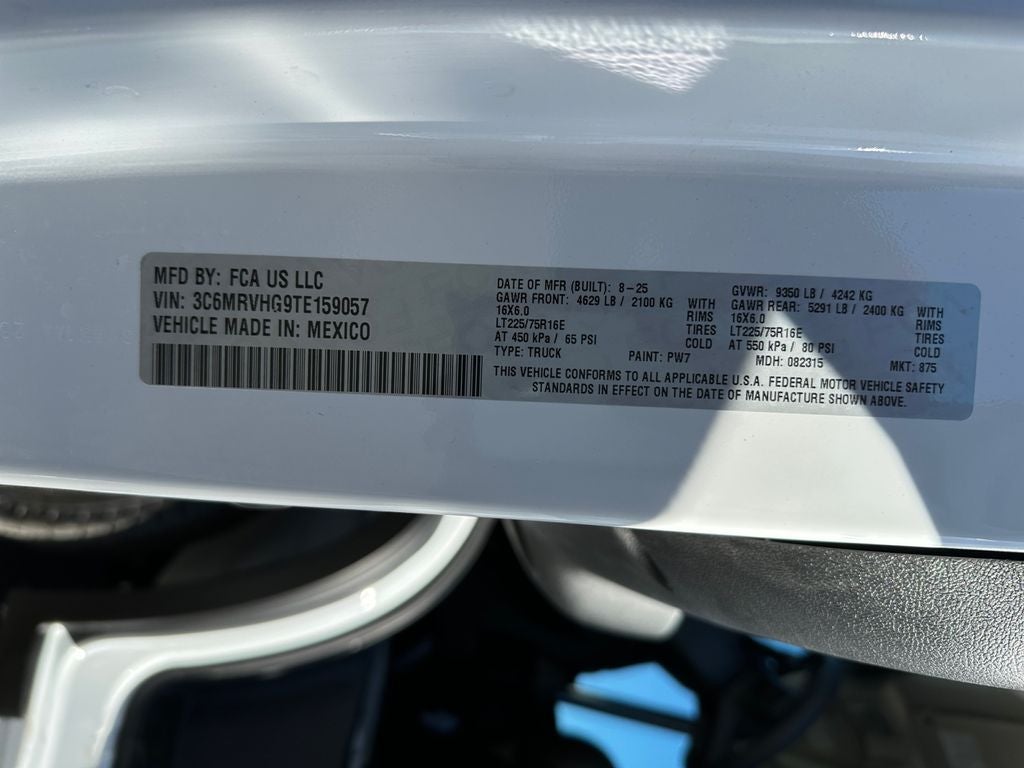 MFD BY: FCA US LLC
VIN: 3C6MRVHG9TE159057
VEHICLE MADE IN: MEXICO
DATE OF MFR (BUILT): 8-25
GAWR FRONT: 4629 LB / 2100 KG WITH
16X6.0 RIMS
LT225/75R16E TIRES
AT 450 kPa / 65 PSI COLD
TYPE: TRUCK PAINT: PW7
GVWR: 9350 LB / 4242 KG
GAWR REAR: 5291 LB / 2400 KG WITH
16X6.0 RIMS
LT225/75R16E TIRES
AT 550 kPa / 80 PSI COLD
MDH: 082315 MKT: 875
THIS VEHICLE CONFORMS TO ALL APPLICABLE U.S.A. FEDERAL MOTOR VEHICLE SAFETY
STANDARDS IN EFFECT ON THE DATE OF MANUFACTURE SHOWN ABOVE.